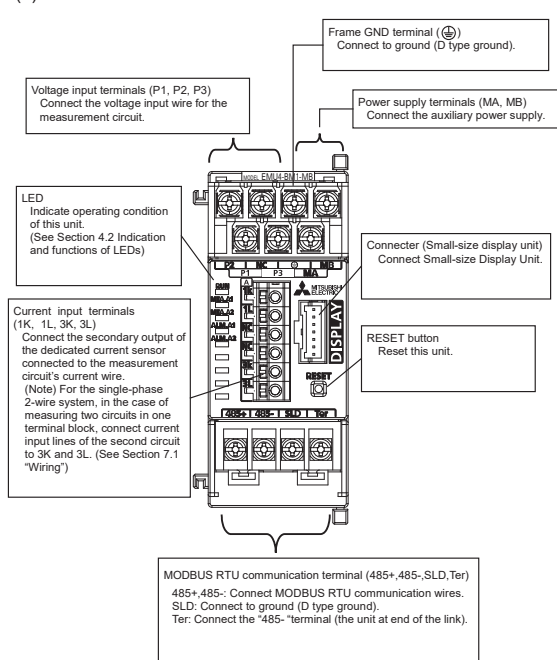 Frame GND terminal (⏚)
Connect to ground (D type ground).
Voltage input terminals (P1, P2, P3)
Connect the voltage input wire for the
measurement circuit.
Power supply terminals (MA, MB)
Connect the auxiliary power supply.
MODEL EMU4-BM1-MB
LED
Indicate operating condition
of this unit.
(See Section 4.2 Indication
and functions of LEDs)
P2 NC MB
P1 P3 MA
Connecter (Small-size display unit)
Connect Small-size Display Unit.
RUN
MEA.A1
MEA.A2
ALM.A1
ALM.A2
A
1K
1L
NC
NC
3K
3L
MITSUBISHI
ELECTRIC
DISPLAY
RESET
Current input terminals
(1K, 1L, 3K, 3L)
Connect the secondary output of
the dedicated current sensor
connected to the measurement
circuit's current wire.
(Note) For the single-phase
2-wire system, in the case of
measuring two circuits in one
terminal block, connect current
input lines of the second circuit
to 3K and 3L. (See Section 7.1
“Wiring”)
RESET button
Reset this unit.
485+ 485- SLD Ter
MODBUS RTU communication terminal (485+,485-,SLD,Ter)
485+,485-: Connect MODBUS RTU communication wires.
SLD: Connect to ground (D type ground).
Ter: Connect the “485- “terminal (the unit at end of the link).